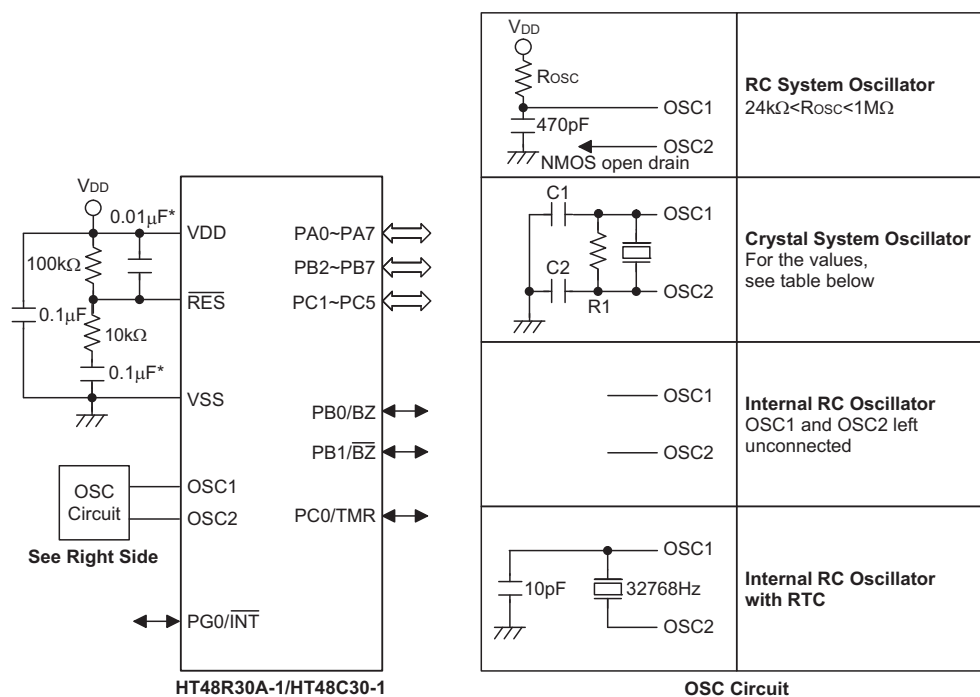 VDD
0.01μF*
VDD
100kΩ
RES
0.1μF
10kΩ
0.1μF*
VSS
OSC
Circuit
OSC1
OSC2
See Right Side
PG0/INT
PA0~PA7
PB2~PB7
PC1~PC5
PB0/BZ
PB1/BZ
PC0/TMR
HT48R30A-1/HT48C30-1
VDD
ROSC
OSC1
470pF
OSC2
NMOS open drain
RC System Oscillator
24kΩ<ROSC<1MΩ
C1
OSC1
C2
OSC2
R1
Crystal System Oscillator
For the values,
see table below
OSC1
OSC2
Internal RC Oscillator
OSC1 and OSC2 left
unconnected
OSC1
10pF
32768Hz
OSC2
Internal RC Oscillator
with RTC
OSC Circuit